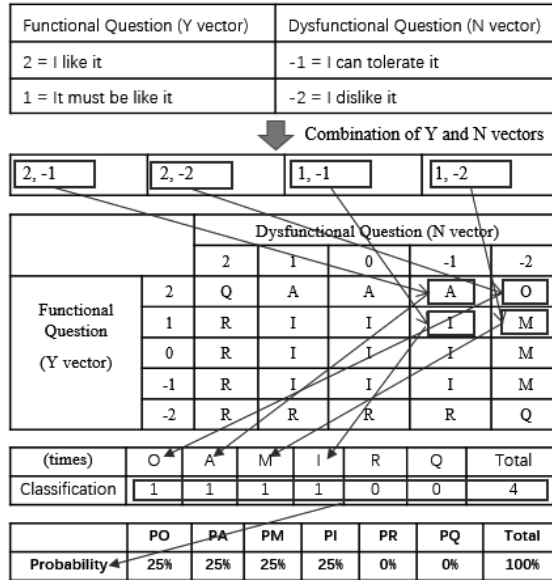 Functional Question (Y vector) Dysfunctional Question (N vector)
2 = I like it -1 = I can tolerate it
1 = It must be like it -2 = I dislike it
Combination of Y and N vectors
2, -1 2, -2 1, -1 1, -2
Dysfunctional Question (N vector)
2 1 0 -1 -2
Functional Question (Y vector)
2 Q A A A O
1 R I I I M
0 R I I I M
-1 R I I I M
-2 R R R R Q
(times) O A M I R Q Total
Classification 1 1 1 1 0 0 4
PO PA PM PI PR PQ Total
Probability 25% 25% 25% 25% 0% 0% 100%